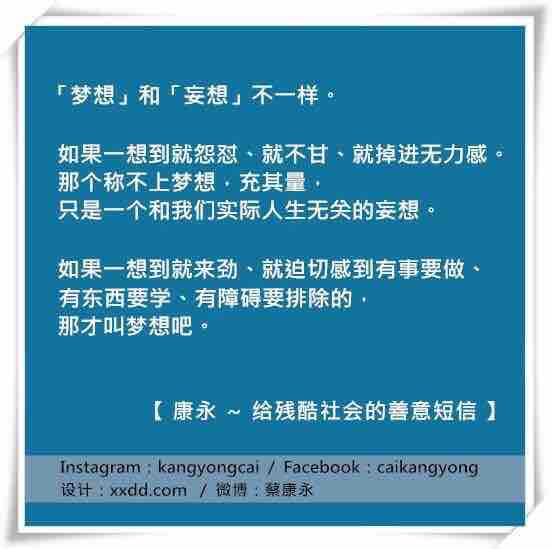 「梦想」和「妄想」不一样。
如果一想到就怨怼、就不甘、就掉进无力感。
那个称不上梦想，充其量，
只是一个和我们实际人生无关的妄想。
如果一想到就来劲、就迫切感到有事要做、
有东西要学、有障碍要排除的，
那才叫梦想吧。
【 康永 ~ 给残酷社会的善意短信 】
Instagram：kangyongcai / Facebook：caikangyong
设计：xxdd.com / 微博：蔡康永